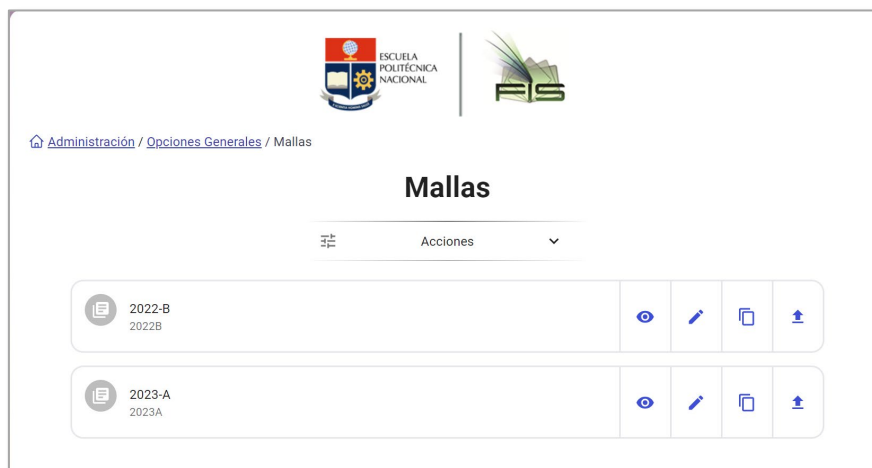 ESCUELA
POLITÉCNICA
NACIONAL
FIS
Administración / Opciones Generales / Mallas
Mallas
Acciones
2022-B
2022B
2023-A
2023A